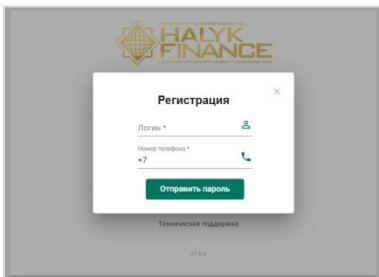 HALYK
FINANCE
Регистрация
Логин *
Номер телефона *
+7
Отправить пароль
Техническая поддержка